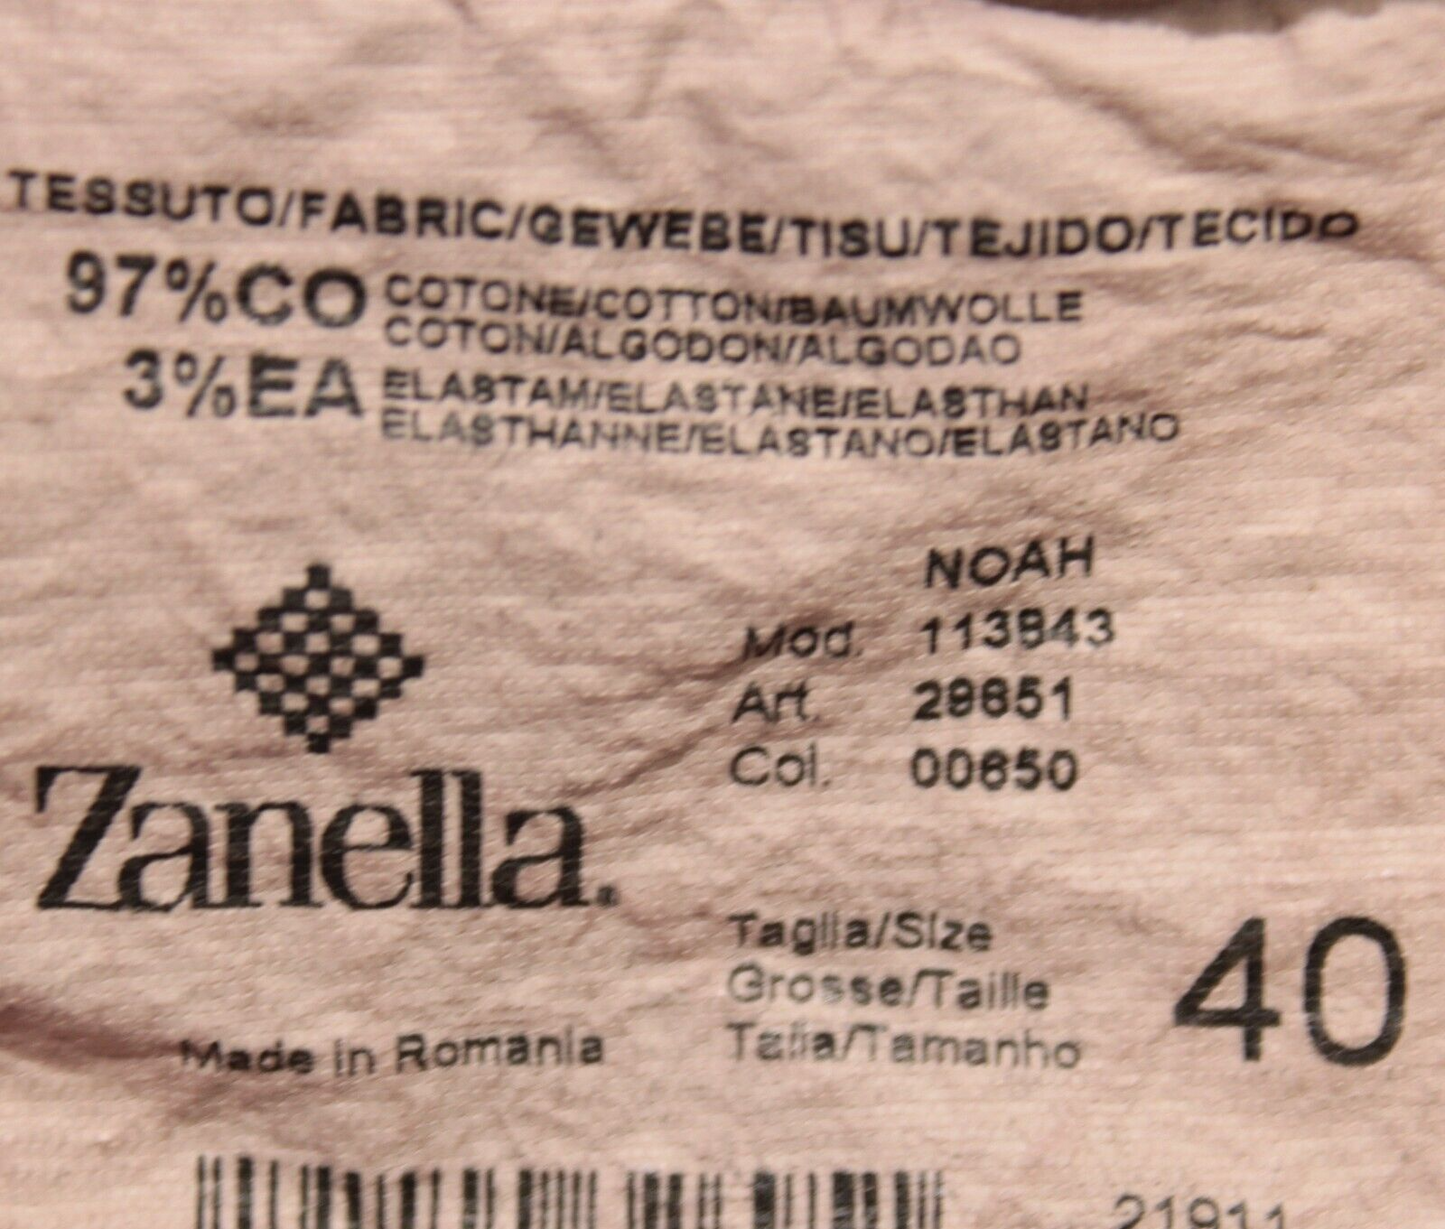 TESSUTO/FABRIC/GEWEBE/TISU/TEJIDO/TECIDO
97%CO COTONE/COTTON/BAUMWOLLE
COTON/ALGODON/ALGODAO
3%EA ELASTAM/ELASTANE/ELASTHAN
ELASTHANNE/ELASTANO/ELASTANO
NOAH
Mod. 113843
Art. 28651
Col. 00650
Zanella.
Taglia/Size
Grosse/Taille
Talia/Tamanho
40
Made in Romania